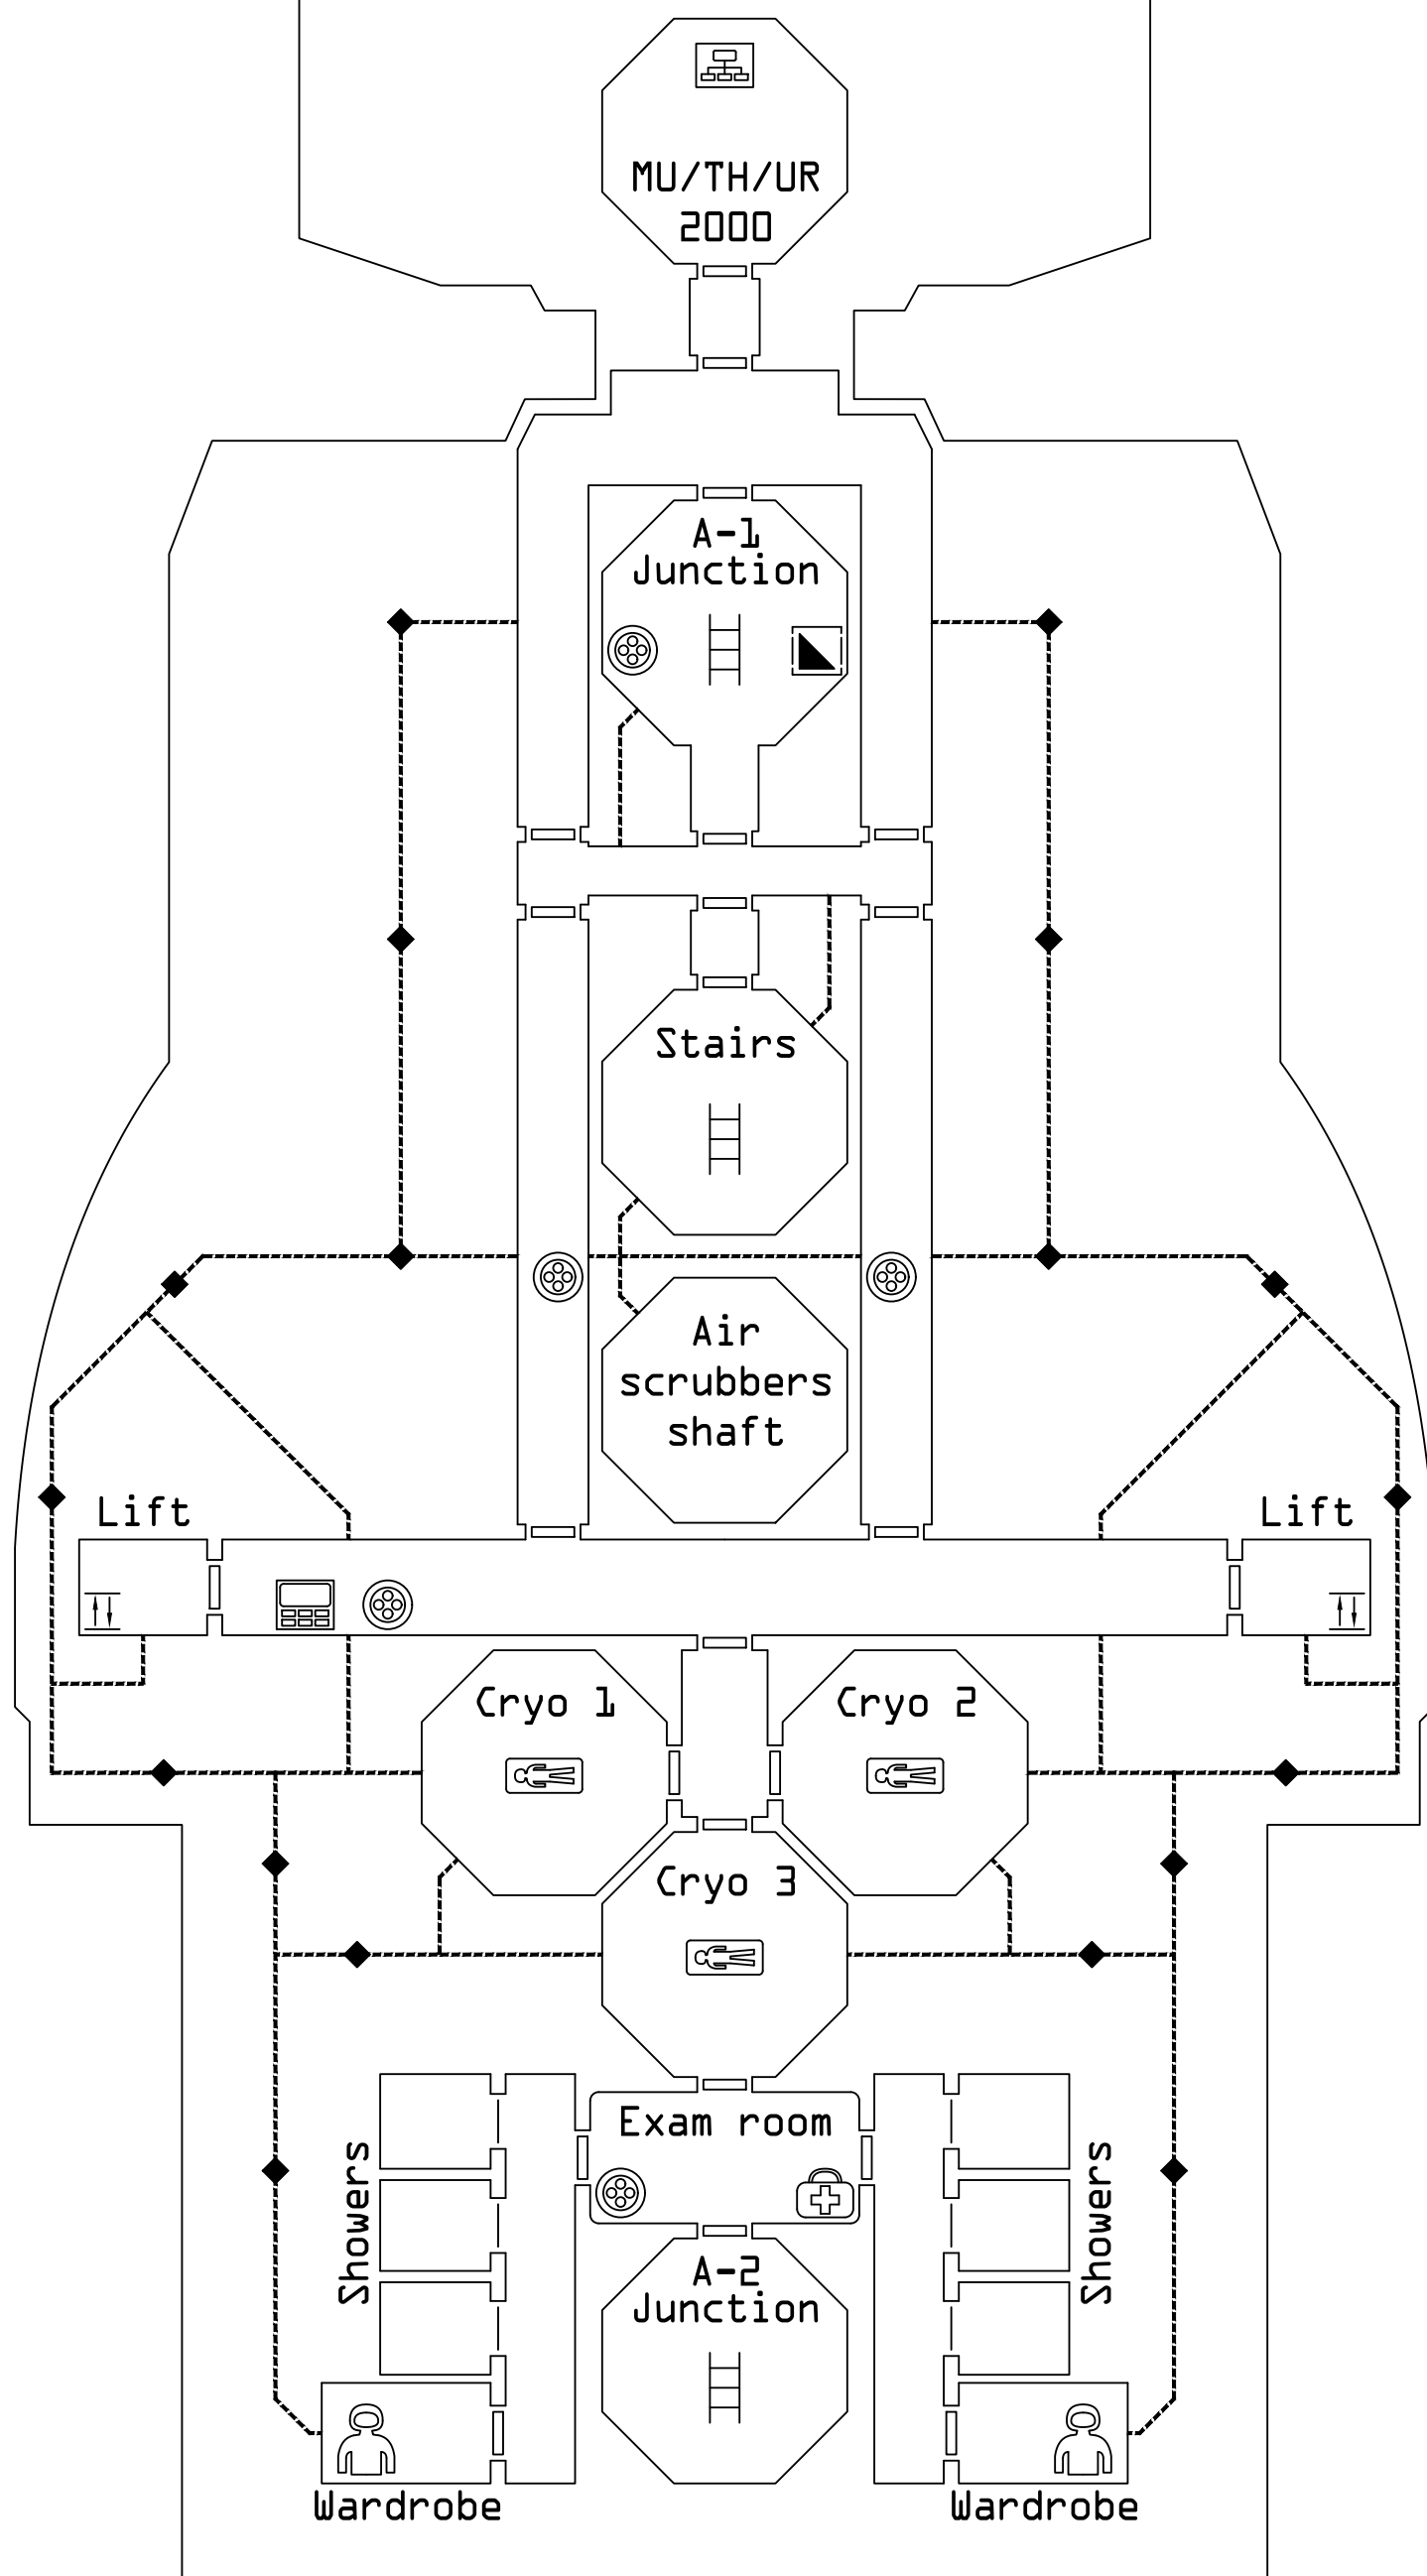 MU/TH/UR
2000
A-1
Junction
Stairs
Air
scrubbers
shaft
Lift
Lift
Cryo 1
Cryo 2
Cryo 3
Exam room
Showers
Showers
A-2
Junction
Wardrobe
Wardrobe